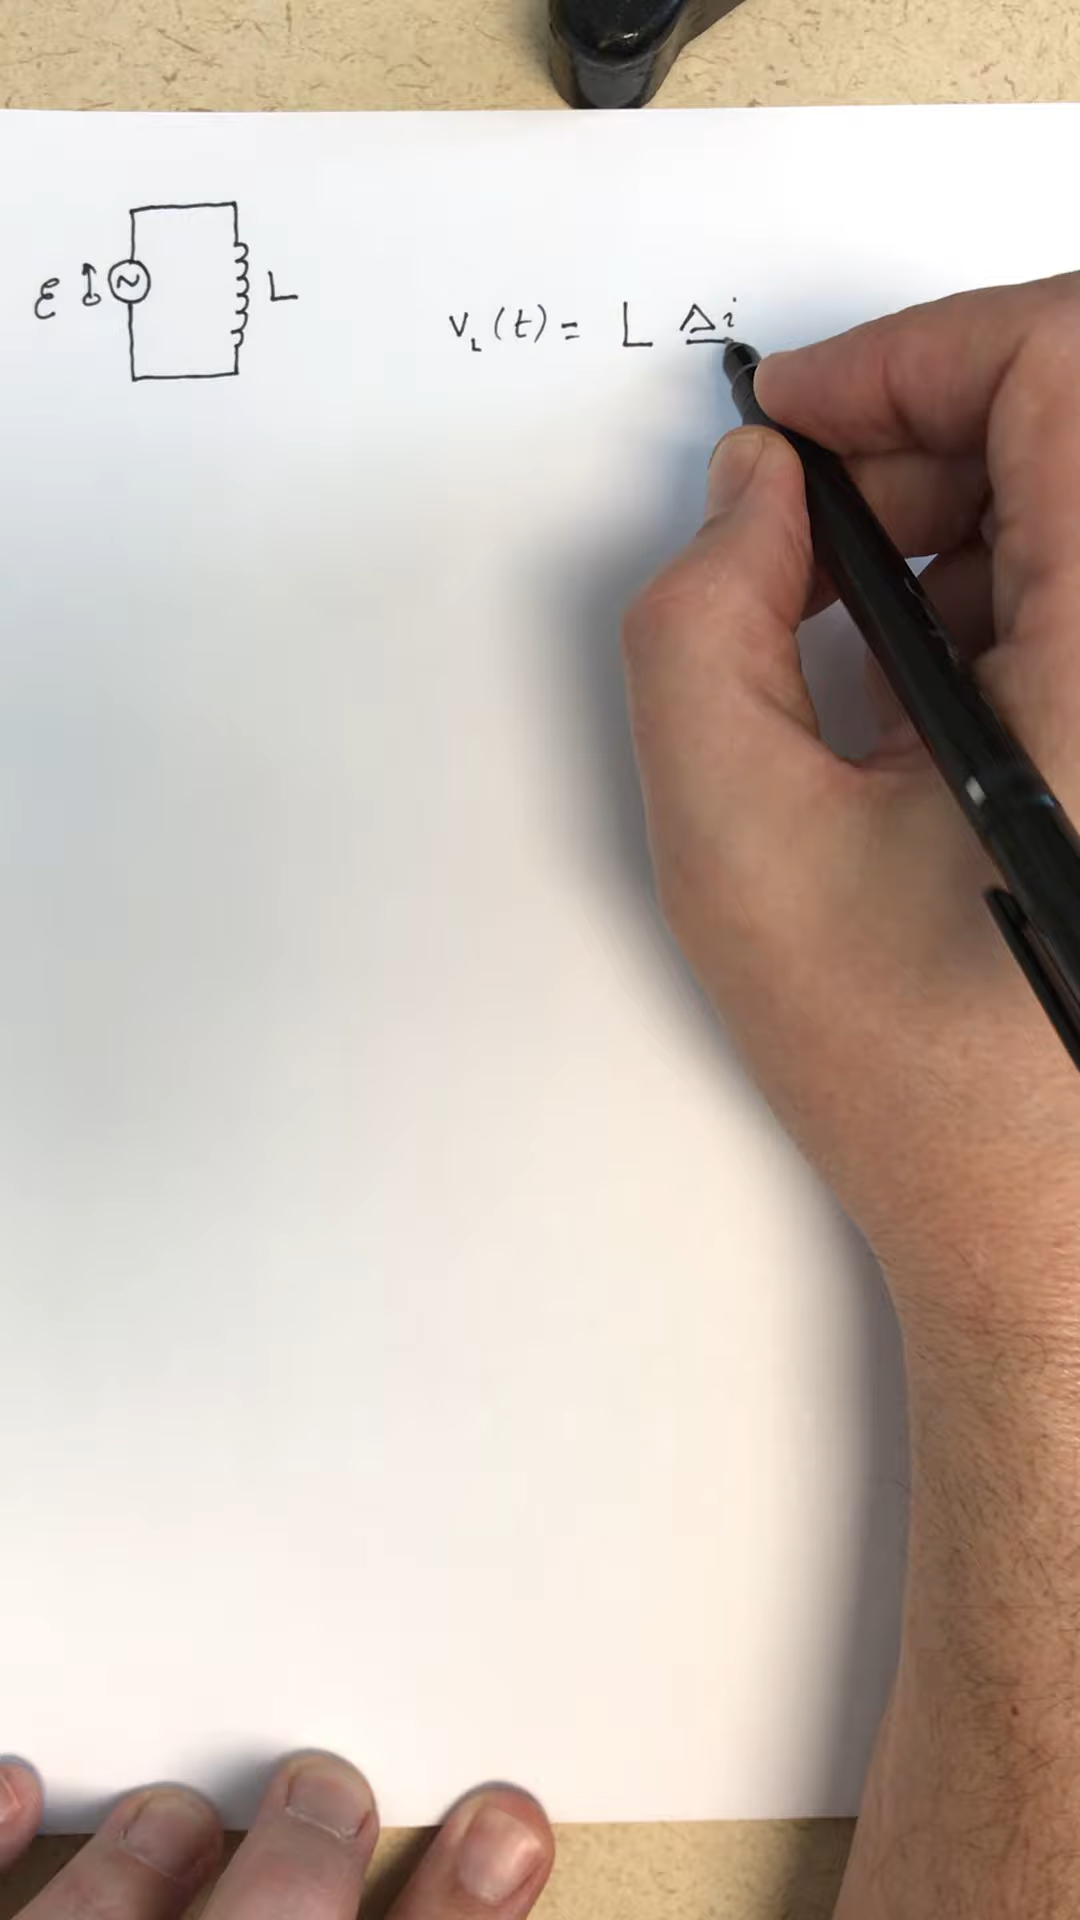 ℰ ~ L
v_L(t) = L Δi